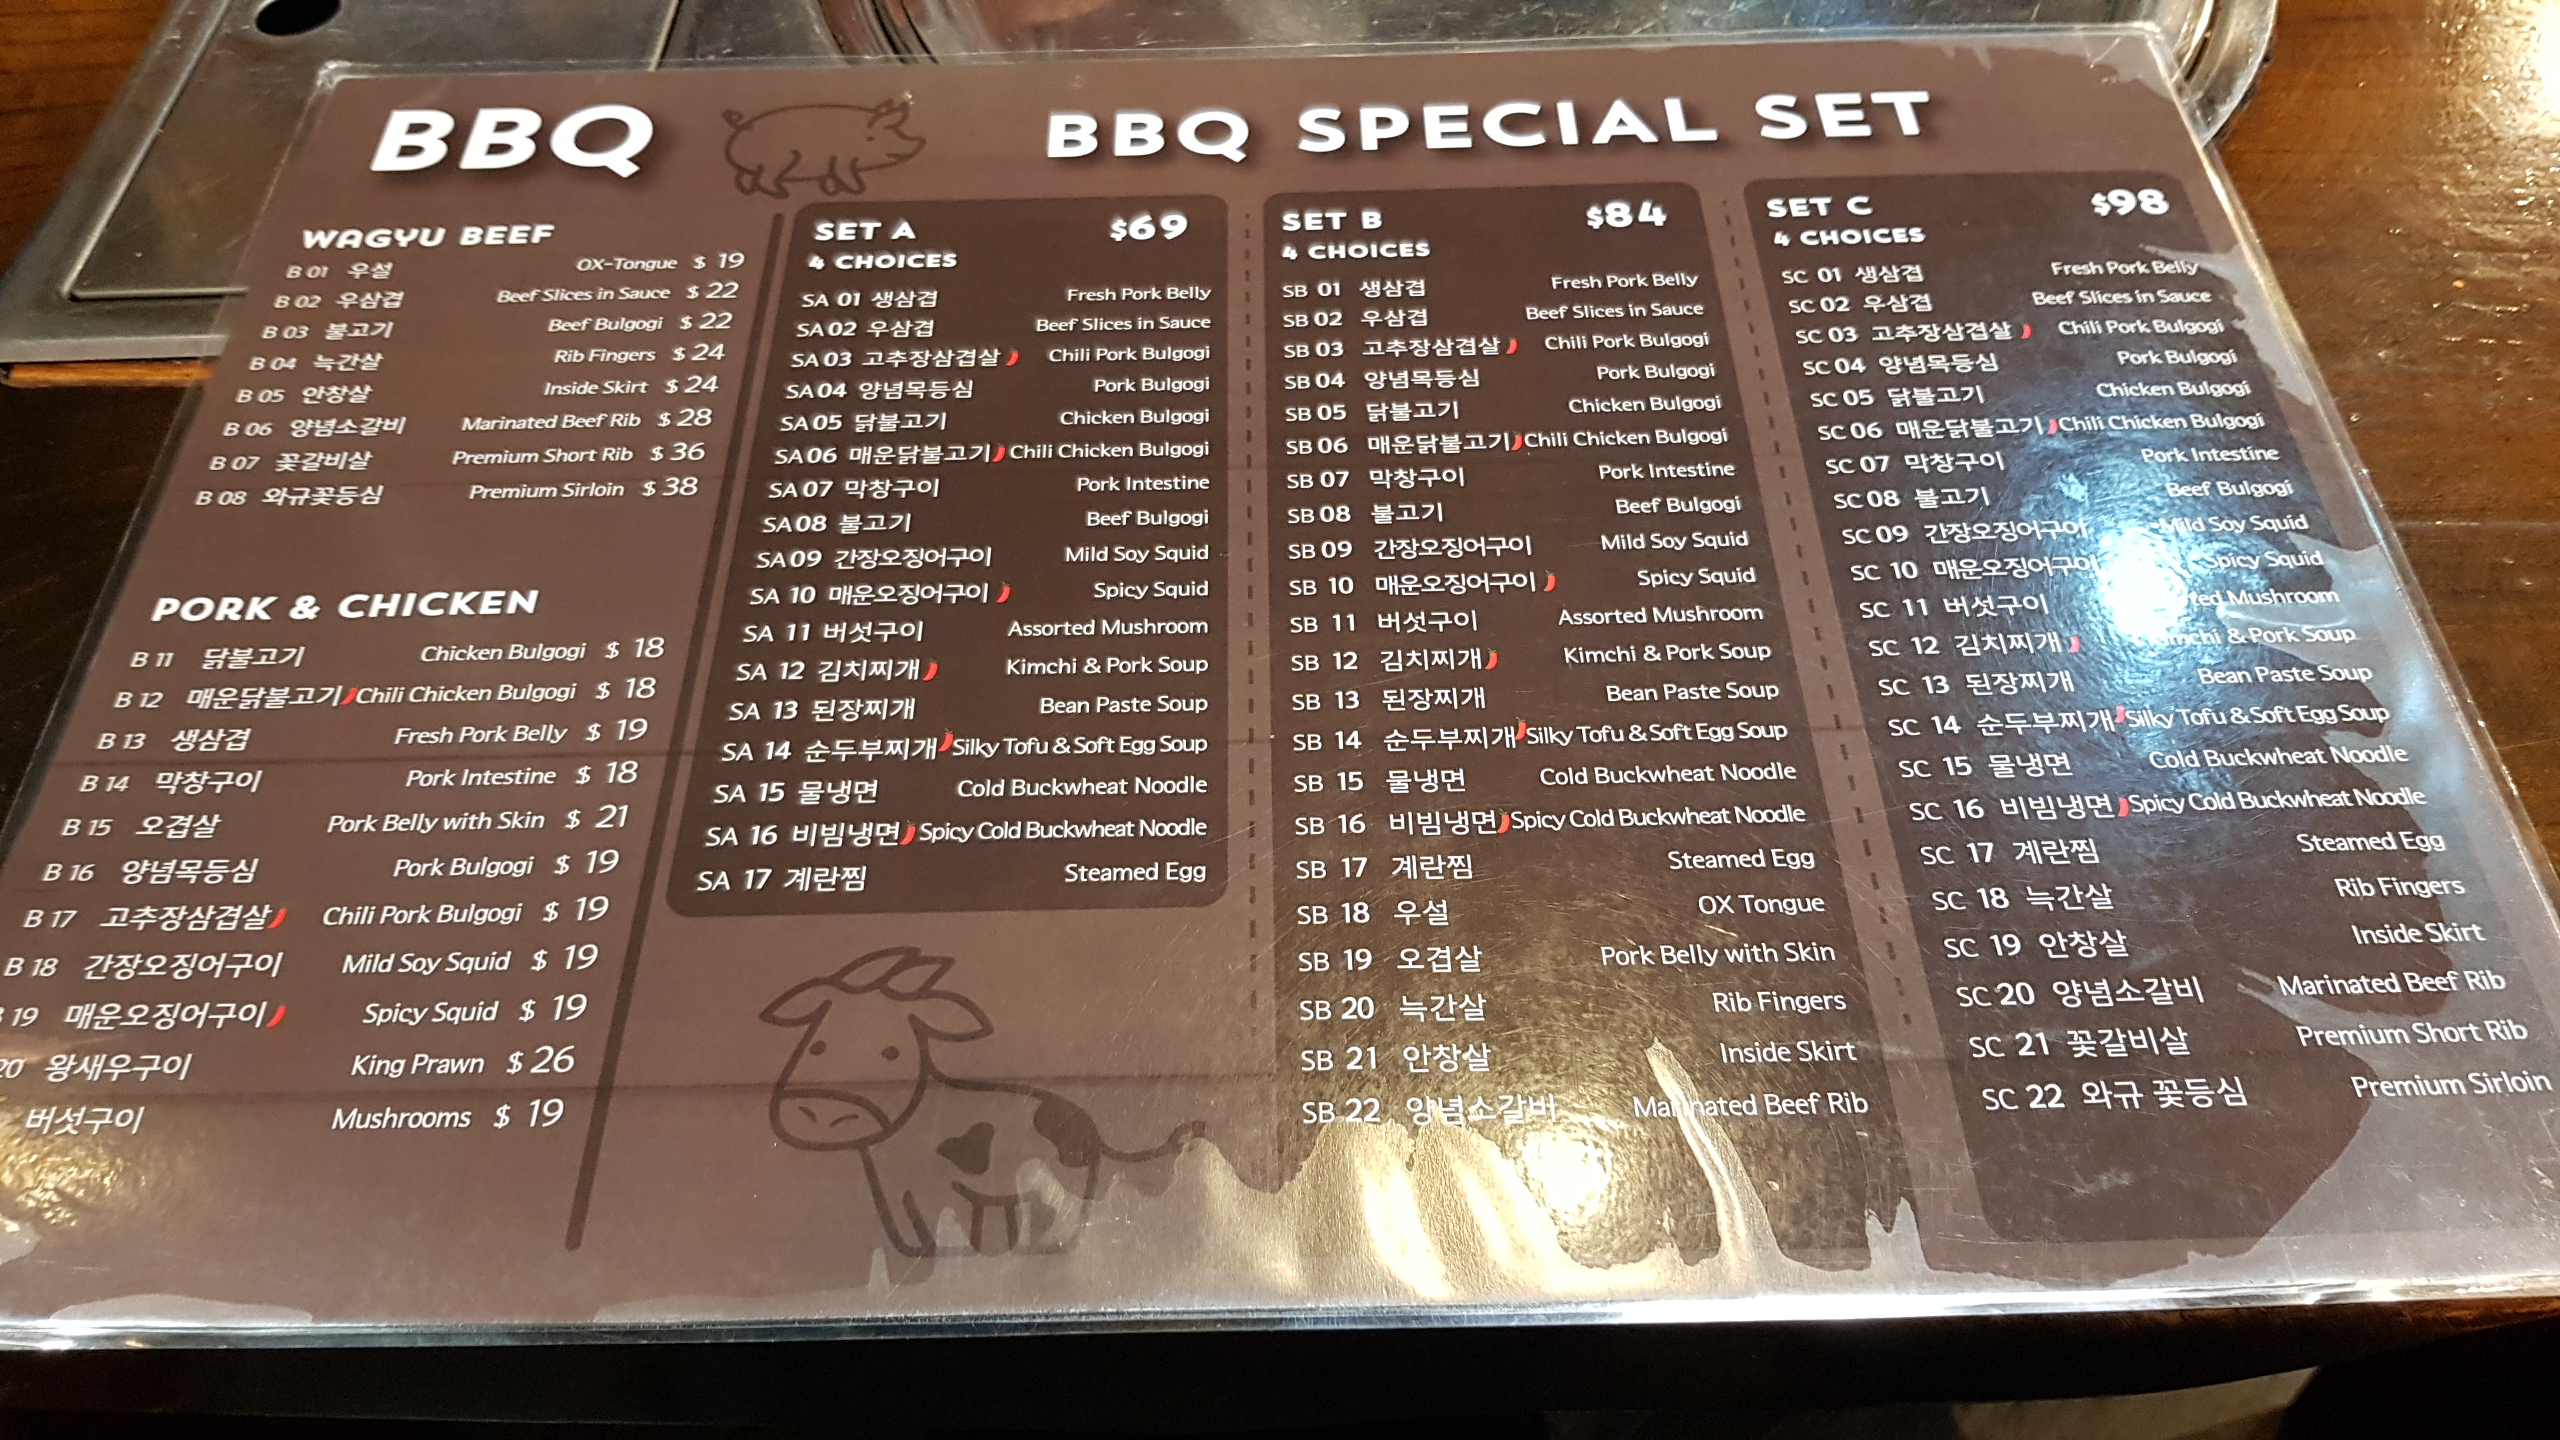 BBQ
WAGYU BEEF
B 01 우설 OX-Tongue $ 19
B 02 우삼겹 Beef Slices in Sauce $ 22
B 03 불고기 Beef Bulgogi $ 22
B 04 늑간살 Rib Fingers $ 24
B 05 안창살 Inside Skirt $ 24
B 06 양념소갈비 Marinated Beef Rib $ 28
B 07 꽃갈비살 Premium Short Rib $ 36
B 08 와규꽃등심 Premium Sirloin $ 38
PORK & CHICKEN
B 11 닭불고기 Chicken Bulgogi $ 18
B 12 매운닭불고기 Chili Chicken Bulgogi $ 18
B 13 생삼겹 Fresh Pork Belly $ 19
B 14 막창구이 Pork Intestine $ 18
B 15 오겹살 Pork Belly with Skin $ 21
B 16 양념목등심 Pork Bulgogi $ 19
B 17 고추장삼겹살 Chili Pork Bulgogi $ 19
B 18 간장오징어구이 Mild Soy Squid $ 19
19 매운오징어구이 Spicy Squid $ 19
20 왕새우구이 King Prawn $ 26
버섯구이 Mushrooms $ 19
BBQ SPECIAL SET
SET A $69
4 CHOICES
SA 01 생삼겹 Fresh Pork Belly
SA 02 우삼겹 Beef Slices in Sauce
SA 03 고추장삼겹살 Chili Pork Bulgogi
SA 04 양념목등심 Pork Bulgogi
SA 05 닭불고기 Chicken Bulgogi
SA 06 매운닭불고기 Chili Chicken Bulgogi
SA 07 막창구이 Pork Intestine
SA 08 불고기 Beef Bulgogi
SA 09 간장오징어구이 Mild Soy Squid
SA 10 매운오징어구이 Spicy Squid
SA 11 버섯구이 Assorted Mushroom
SA 12 김치찌개 Kimchi & Pork Soup
SA 13 된장찌개 Bean Paste Soup
SA 14 순두부찌개 Silky Tofu & Soft Egg Soup
SA 15 물냉면 Cold Buckwheat Noodle
SA 16 비빔냉면 Spicy Cold Buckwheat Noodle
SA 17 계란찜 Steamed Egg
SET B $84
4 CHOICES
SB 01 생삼겹 Fresh Pork Belly
SB 02 우삼겹 Beef Slices in Sauce
SB 03 고추장삼겹살 Chili Pork Bulgogi
SB 04 양념목등심 Pork Bulgogi
SB 05 닭불고기 Chicken Bulgogi
SB 06 매운닭불고기 Chili Chicken Bulgogi
SB 07 막창구이 Pork Intestine
SB 08 불고기 Beef Bulgogi
SB 09 간장오징어구이 Mild Soy Squid
SB 10 매운오징어구이 Spicy Squid
SB 11 버섯구이 Assorted Mushroom
SB 12 김치찌개 Kimchi & Pork Soup
SB 13 된장찌개 Bean Paste Soup
SB 14 순두부찌개 Silky Tofu & Soft Egg Soup
SB 15 물냉면 Cold Buckwheat Noodle
SB 16 비빔냉면 Spicy Cold Buckwheat Noodle
SB 17 계란찜 Steamed Egg
SB 18 우설 OX Tongue
SB 19 오겹살 Pork Belly with Skin
SB 20 늑간살 Rib Fingers
SB 21 안창살 Inside Skirt
SB 22 양념소갈비 Marinated Beef Rib
SET C $98
4 CHOICES
SC 01 생삼겹 Fresh Pork Belly
SC 02 우삼겹 Beef Slices in Sauce
SC 03 고추장삼겹살 Chili Pork Bulgogi
SC 04 양념목등심 Pork Bulgogi
SC 05 닭불고기 Chicken Bulgogi
SC 06 매운닭불고기 Chili Chicken Bulgogi
SC 07 막창구이 Pork Intestine
SC 08 불고기 Beef Bulgogi
SC 09 간장오징어구이 Mild Soy Squid
SC 10 매운오징어구이 Spicy Squid
SC 11 버섯구이 Mushroom
SC 12 김치찌개 Kimchi & Pork Soup
SC 13 된장찌개 Bean Paste Soup
SC 14 순두부찌개 Silky Tofu & Soft Egg Soup
SC 15 물냉면 Cold Buckwheat Noodle
SC 16 비빔냉면 Spicy Cold Buckwheat Noodle
SC 17 계란찜 Steamed Egg
SC 18 늑간살 Rib Fingers
SC 19 안창살 Inside Skirt
SC 20 양념소갈비 Marinated Beef Rib
SC 21 꽃갈비살 Premium Short Rib
SC 22 와규 꽃등심 Premium Sirloin